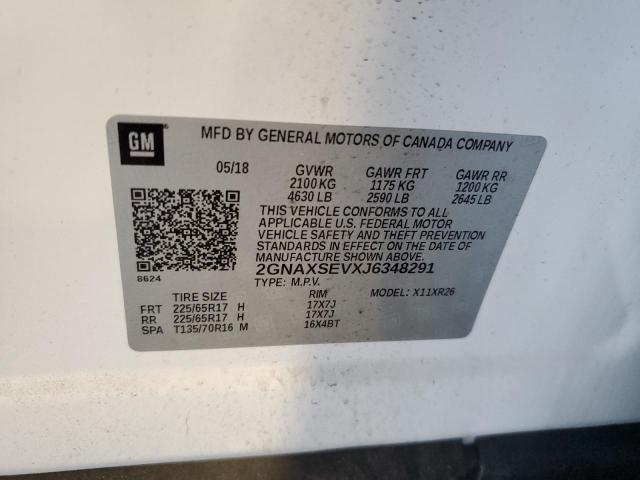 GM
MFD BY GENERAL MOTORS OF CANADA COMPANY
05/18 GVWR GAWR FRT GAWR RR
2100 KG 1175 KG 1200 KG
4630 LB 2590 LB 2645 LB
THIS VEHICLE CONFORMS TO ALL
APPLICABLE U.S. FEDERAL MOTOR
VEHICLE SAFETY AND THEFT PREVENTION
STANDARDS IN EFFECT ON THE DATE OF
MANUFACTURE SHOWN ABOVE.
8624
2GNAXSEVXJ6348291
TYPE: M.P.V. MODEL: X11XR26
TIRE SIZE RIM
FRT 225/65R17 H 17X7J
RR 225/65R17 H 17X7J
SPA T135/70R16 M 16X4BT